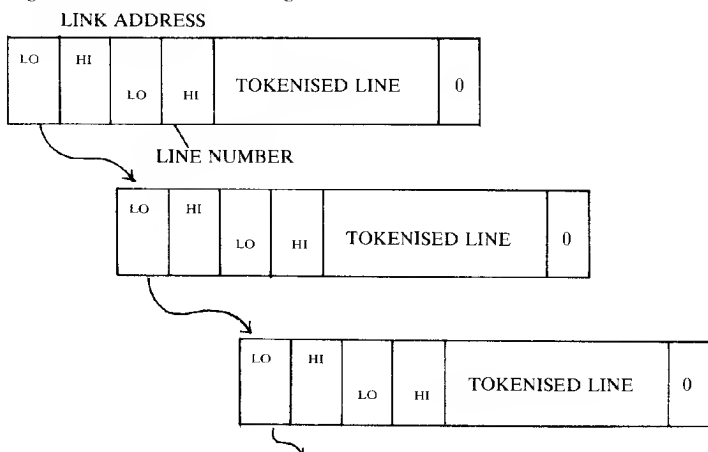 LINK ADDRESS
LO HI LO HI TOKENISED LINE 0
LINE NUMBER
LO HI LO HI TOKENISED LINE 0
LO HI LO HI TOKENISED LINE 0